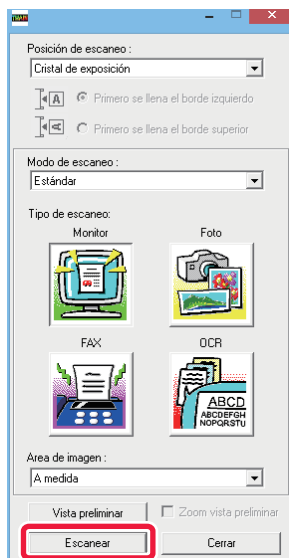 Posición de escaneo :
Cristal de exposición
A Primero se llena el borde izquierdo
A Primero se llena el borde superior
Modo de escaneo :
Estándar
Tipo de escaneo:
Monitor Foto
FAX OCR
ABCD
ABCDEFGH
NOPQRSTU
Area de imagen :
A medida
Vista preliminar Zoom vista preliminar
Escanear Cerrar